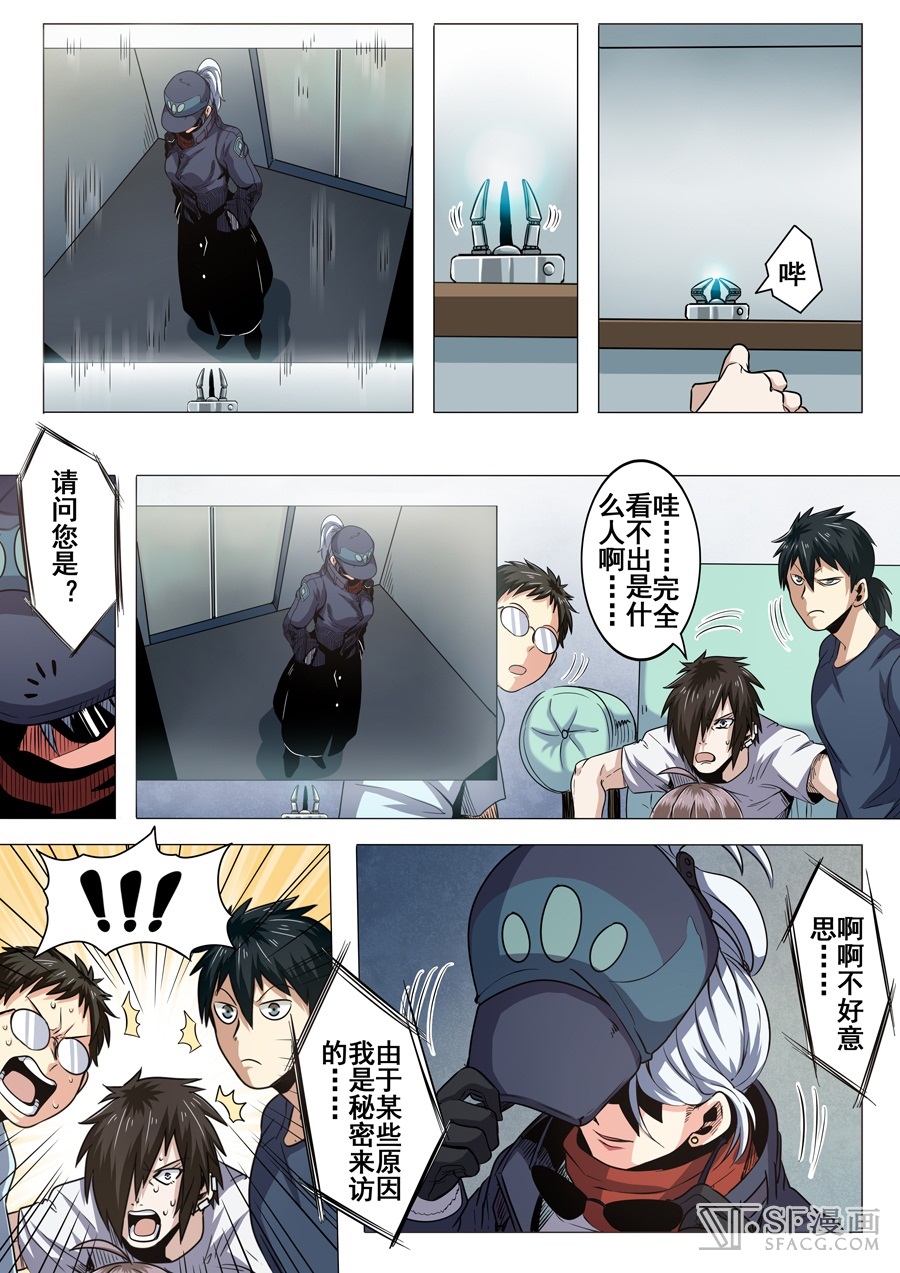 哔
哇……完全
看不出是什
么人啊……
请问您是？
啊啊不好意
思……
由于某些原因
我是秘密来访
的……
!!!
SF漫画
SFACG.COM